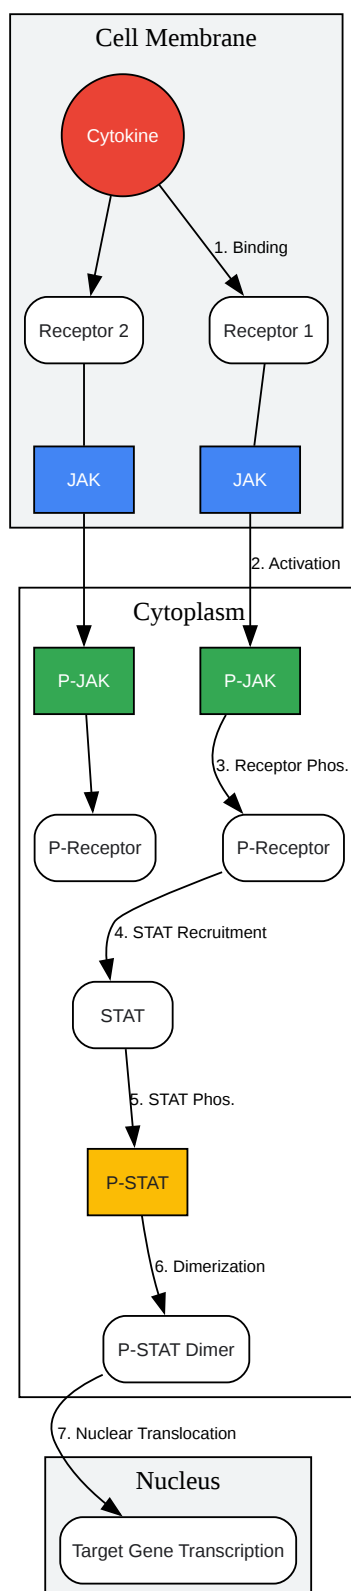 Cell Membrane
Cytokine
1. Binding
Receptor 2
Receptor 1
JAK
JAK
2. Activation
Cytoplasm
P-JAK
P-JAK
3. Receptor Phos.
P-Receptor
P-Receptor
4. STAT Recruitment
STAT
5. STAT Phos.
P-STAT
6. Dimerization
P-STAT Dimer
7. Nuclear Translocation
Nucleus
Target Gene Transcription